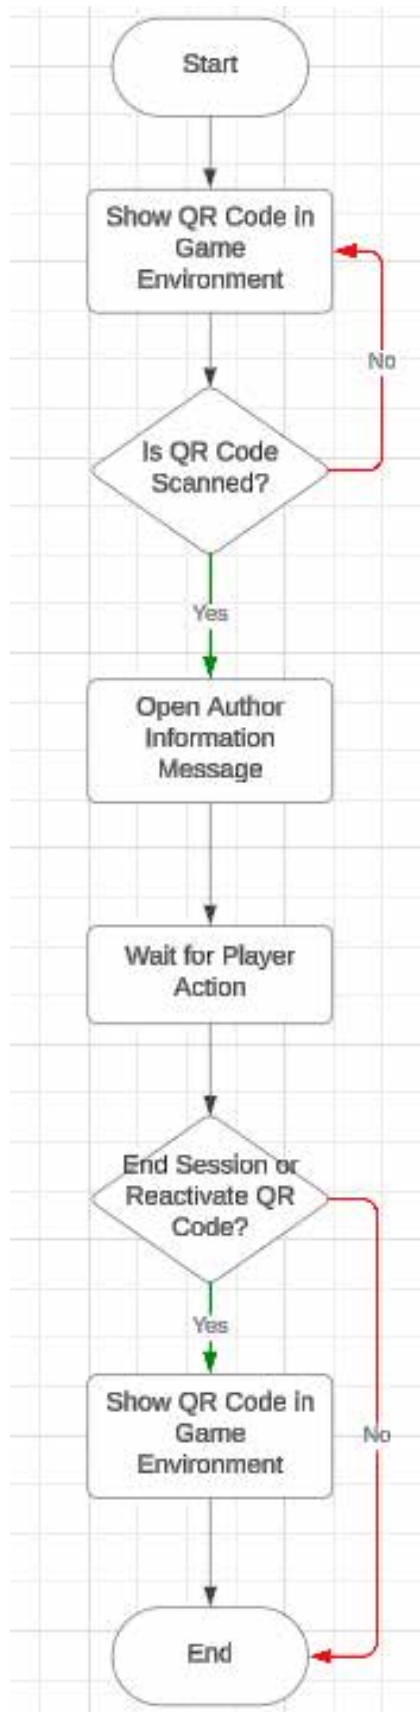 Start
Show QR Code in
Game
Environment
No
Is QR Code
Scanned?
Yes
Open Author
Information
Message
Wait for Player
Action
End Session or
Reactivate QR
Code?
Yes
Show QR Code in
Game
Environment
No
End